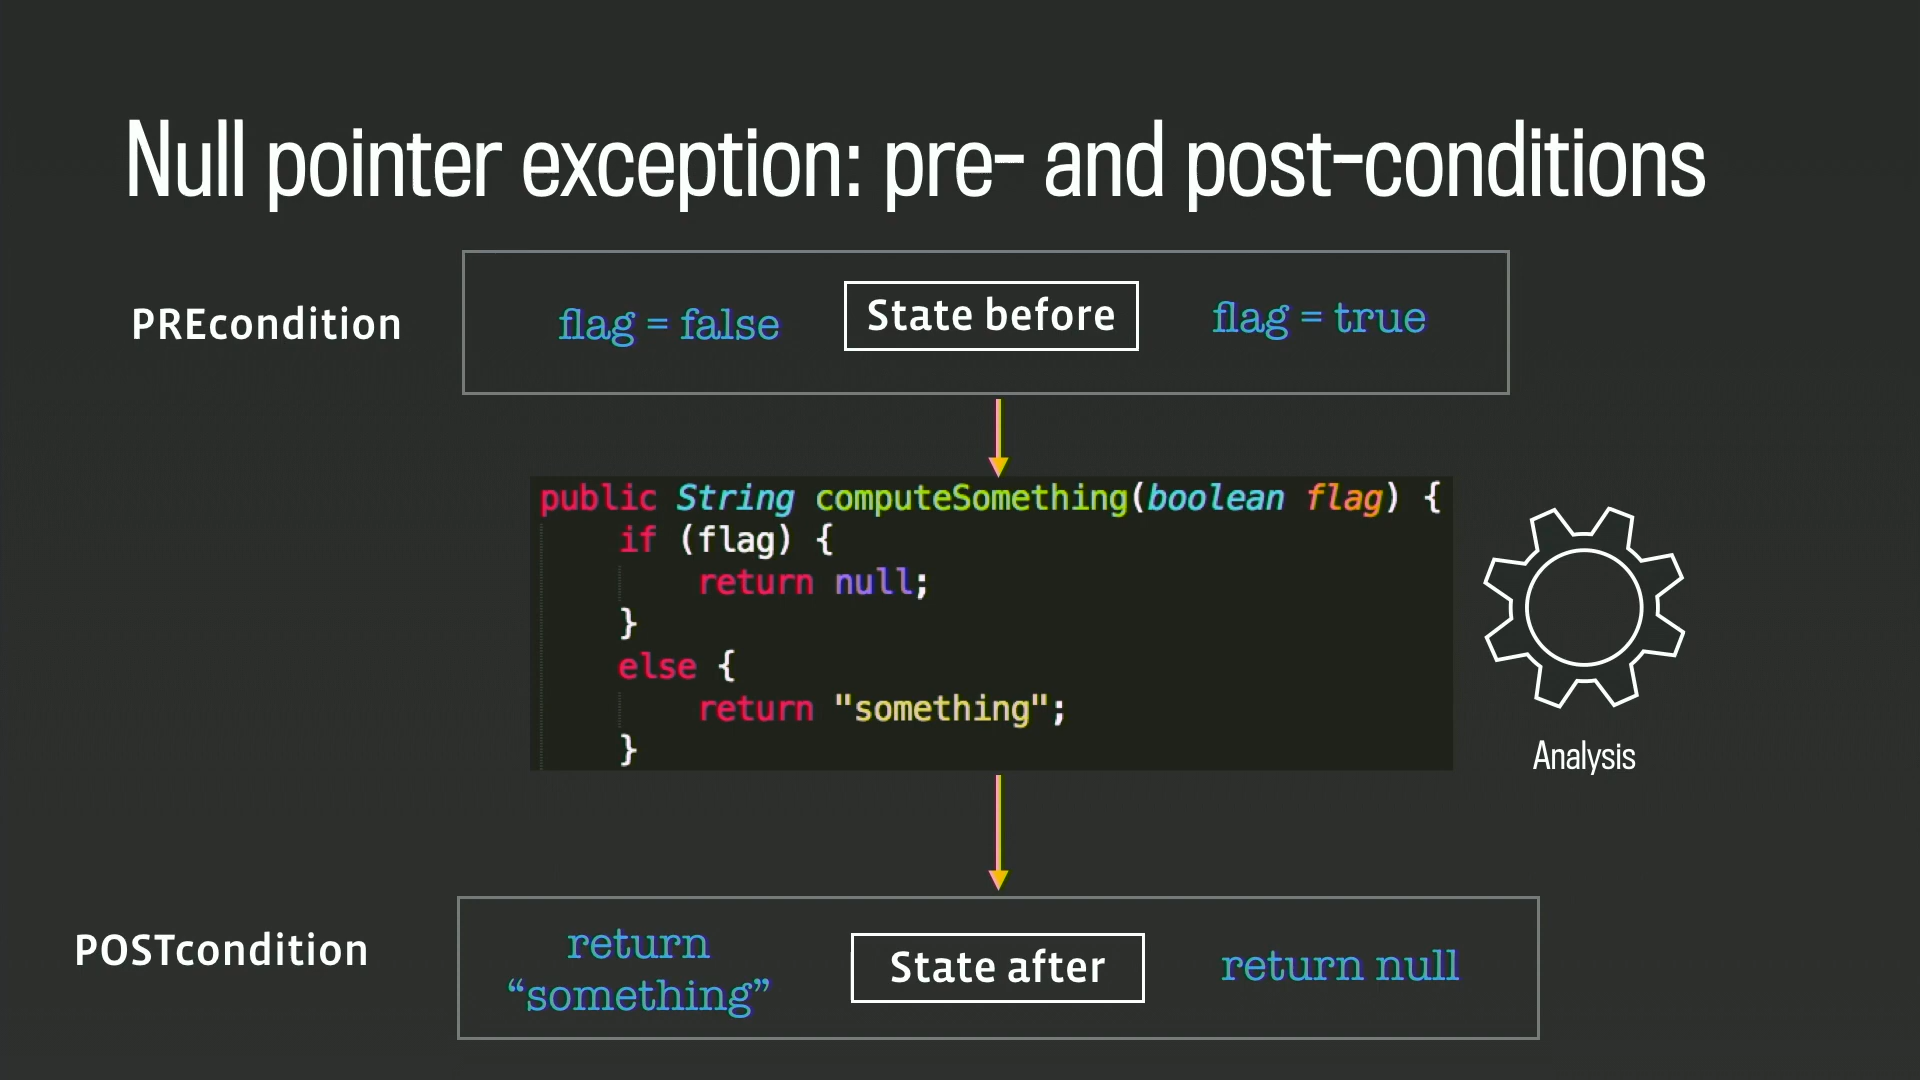 Null pointer exception: pre- and post-conditions
PREcondition
flag = false
State before
flag = true
public String computeSomething(boolean flag) {
if (flag) {
return null;
}
else {
return "something";
}
Analysis
POSTcondition
return
“something”
State after
return null